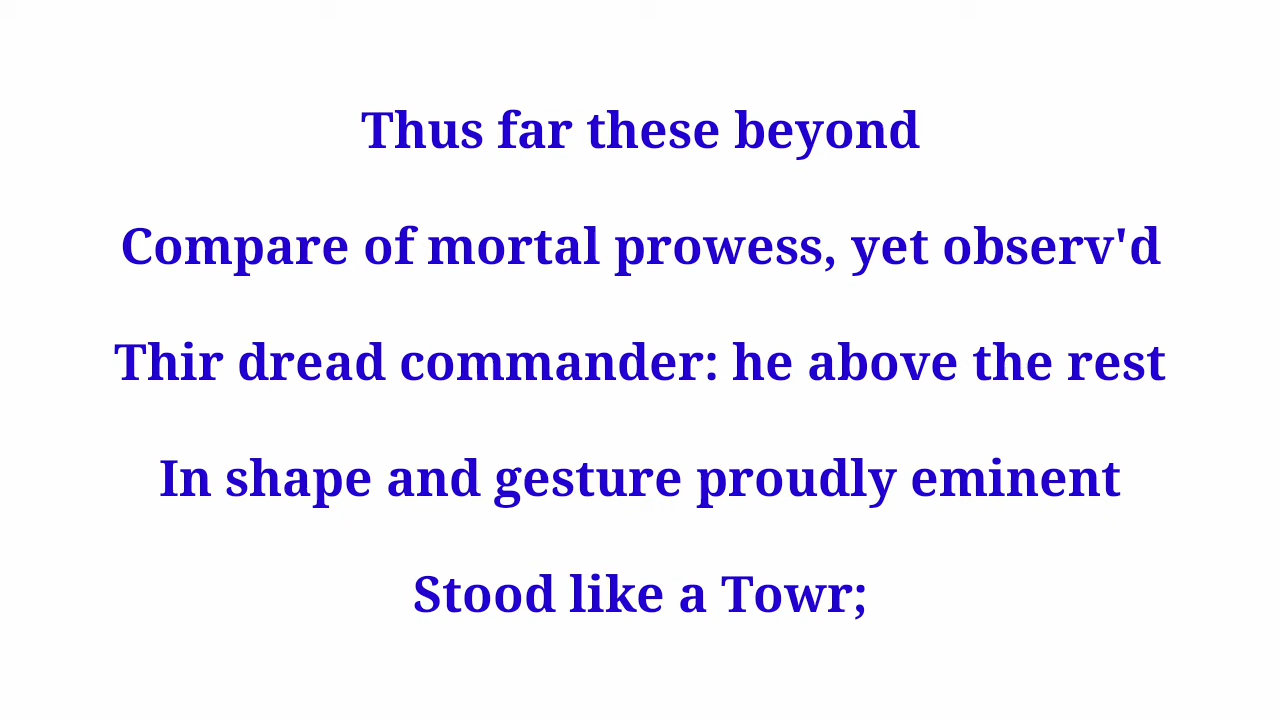 Thus far these beyond
Compare of mortal prowess, yet observ'd
Thir dread commander: he above the rest
In shape and gesture proudly eminent
Stood like a Towr;